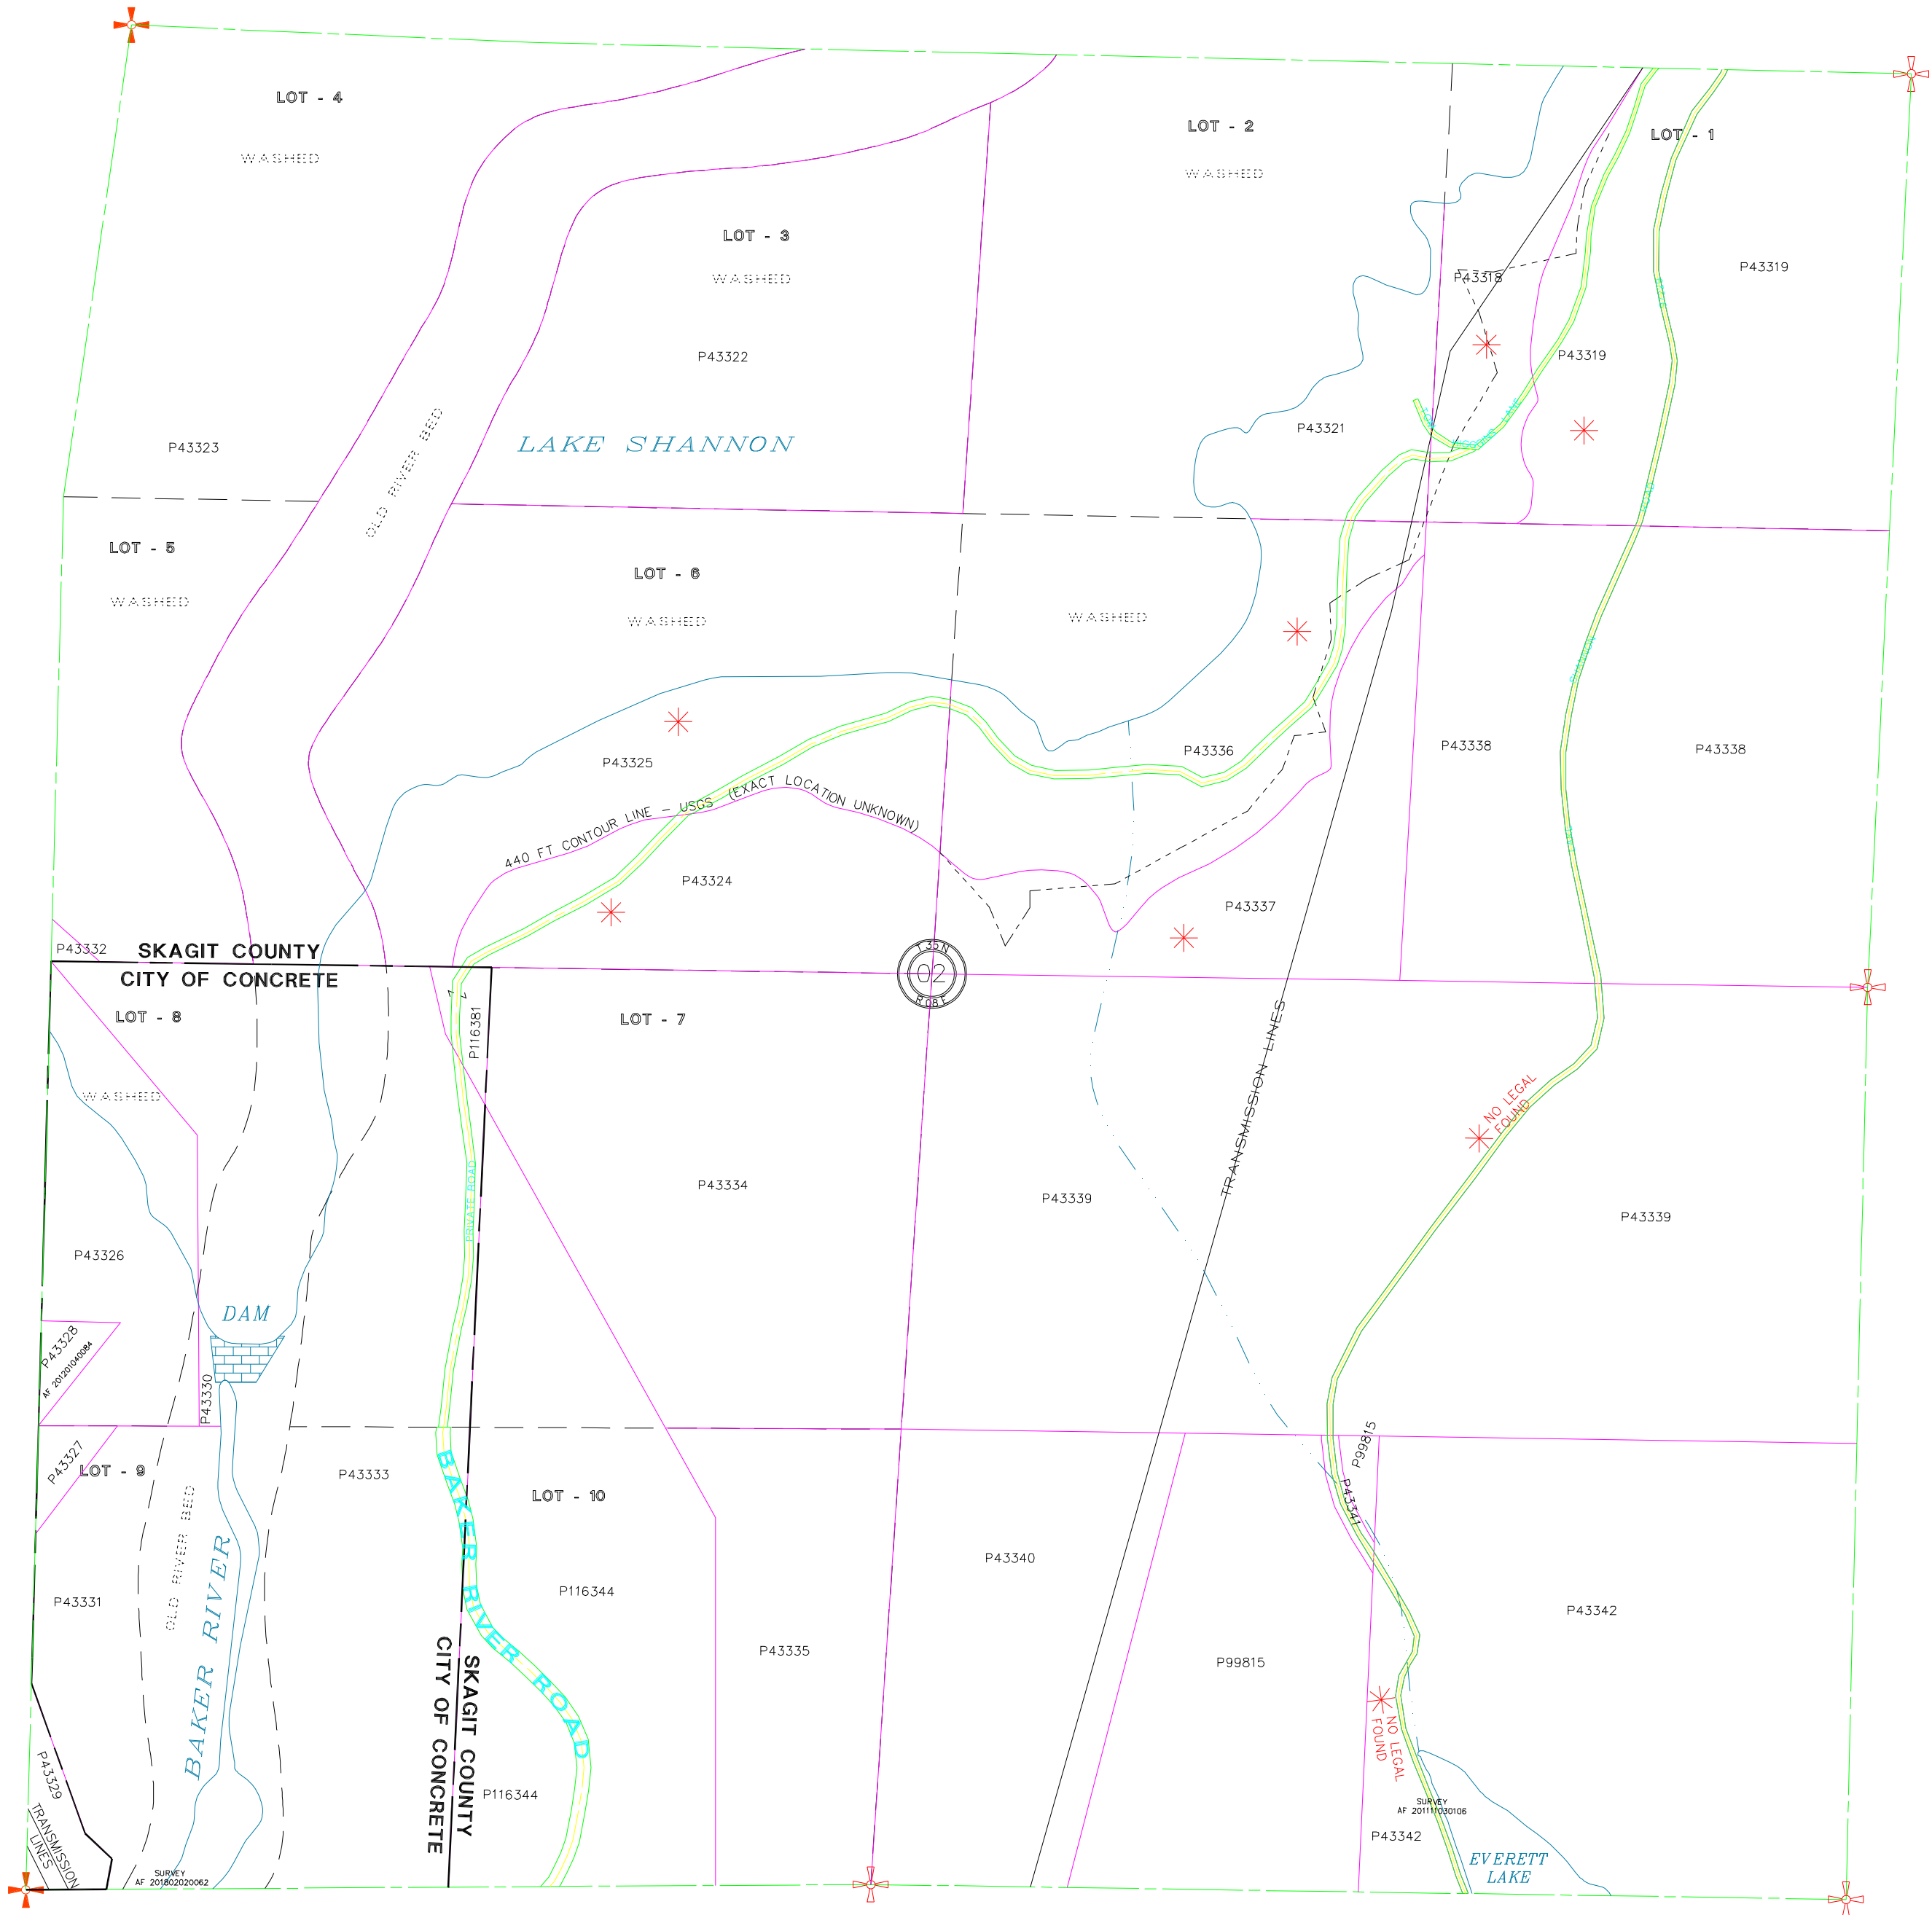 LOT - 4
WASHED
LOT - 2
WASHED
LOT - 1
LOT - 3
WASHED
P43318
P43319
P43322
P43319
P43323
OLD RIVER BED
LAKE SHANNON
P43321
LANE
ROAD
LOT - 5
WASHED
LOT - 6
WASHED
WASHED
SHANNON
P43325
P43336
P43338
P43338
440 FT CONTOUR LINE - USGS (EXACT LOCATION UNKNOWN)
P43324
P43337
P43332
SKAGIT COUNTY
CITY OF CONCRETE
T35N
02
R08E
LOT - 8
P116381
LOT - 7
TRANSMISSION LINES
WASHED
NO LEGAL
FOUND
PRIVATE ROAD
P43334
P43339
P43339
P43326
DAM
P43328
AF 201201040084
P43330
P43327
LOT - 9
P43333
LOT - 10
P99815
P43341
OLD RIVER BED
BAKER RIVER
BAKER RIVER ROAD
P43340
P116344
P43331
P43342
P43335
P99815
SKAGIT COUNTY
CITY OF CONCRETE
NO LEGAL
FOUND
P43329
P116344
TRANSMISSION
LINES
SURVEY
AF 201111030106
P43342
SURVEY
AF 201802020062
EVERETT
LAKE